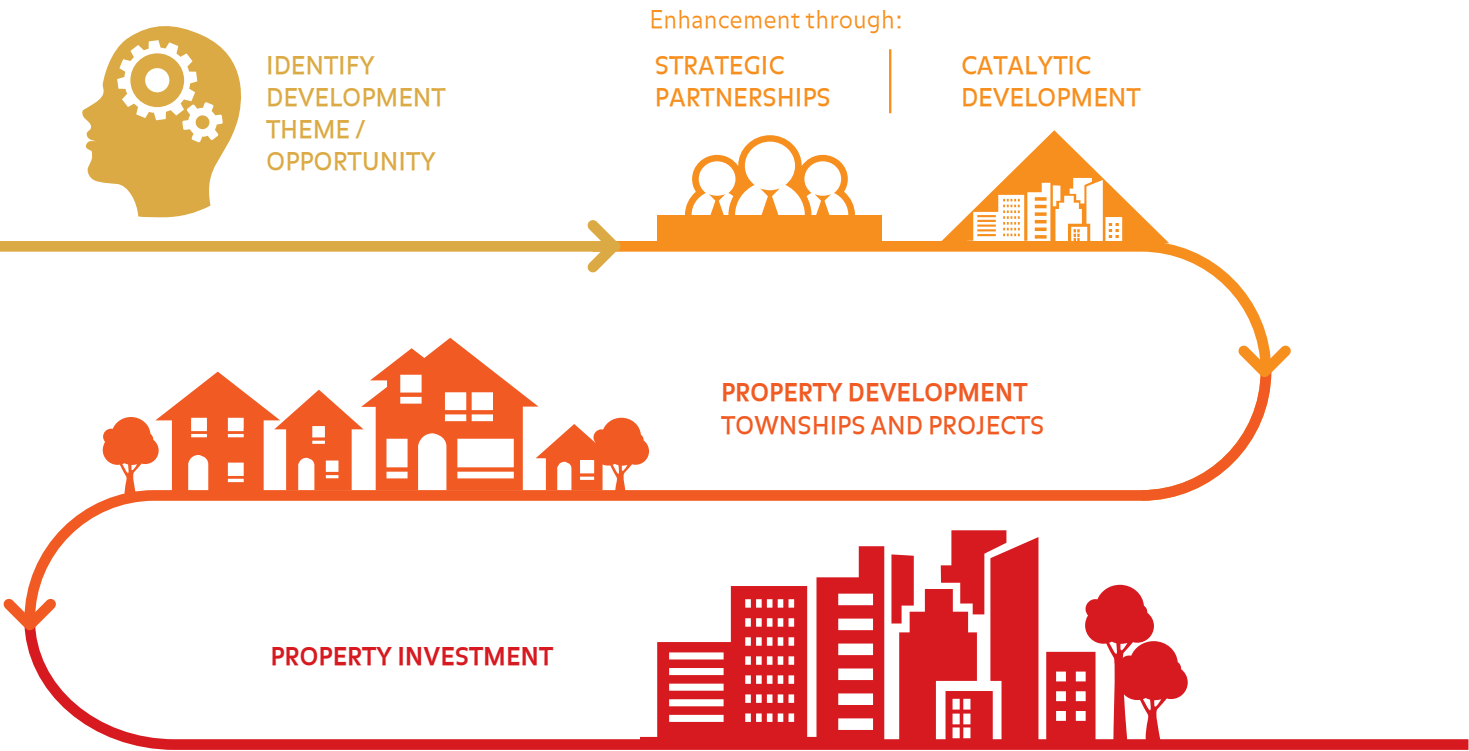 IDENTIFY
DEVELOPMENT
THEME /
OPPORTUNITY
Enhancement through:
STRATEGIC
PARTNERSHIPS
CATALYTIC
DEVELOPMENT
PROPERTY DEVELOPMENT
TOWNSHIPS AND PROJECTS
PROPERTY INVESTMENT